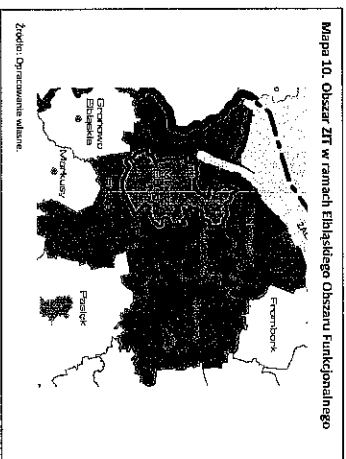 Mapa 10. Obszar ZIT w ramach Elbląskiego Obszaru Funkcjonalnego
Frombork
Gronowo
Elbląskie
Markusy
Pasłęk
Źródło: Opracowanie własne.